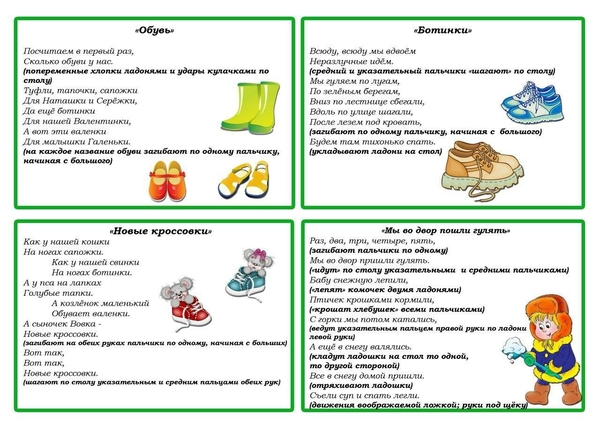 «Обувь»
Посчитаем в первый раз,
Сколько обуви у нас.
(попеременные хлопки ладонями и удары кулачками по
столу)
Туфли, тапочки, сапожки
Для Наташки и Серёжки,
Да ещё ботинки
Для нашей Валентинки,
А вот эти валенки
Для малышки Галеньки.
(на каждое название обуви загибают по одному пальчику,
начиная с большого)
«Ботинки»
Всюду, всюду мы вдвоём
Неразлучные идём.
(средний и указательный пальчики «шагают» по столу)
Мы гуляем по лугам,
По зелёным берегам,
Вниз по лестнице сбегали,
Вдоль по улице шагали,
После лезем под кровать,
(загибают по одному пальчику, начиная с большого)
Будем там тихонько спать.
(укладывают ладони на стол)
«Новые кроссовки»
Как у нашей кошки
На ногах сапожки.
Как у нашей свинки
На ногах ботинки.
А у пса на лапках
Голубые тапки.
А козлёнок маленький
Обувает валенки.
А сыночек Вовка -
Новые кроссовки.
(загибают на обеих руках пальчики по одному, начиная с больших)
Вот так,
Вот так,
Новые кроссовки.
(шагают по столу указательным и средним пальцами обеих рук)
«Мы во двор пошли гулять»
Раз, два, три, четыре, пять,
(загибают пальчики по одному)
Мы во двор пришли гулять.
(«идут» по столу указательными и средними пальчиками)
Бабу снежную лепили,
(«лепят» комочек двумя ладонями)
Птичек крошками кормили,
(«крошат хлебушек» всеми пальчиками)
С горки мы потом катались,
(ведут указательным пальцем правой руки по ладони
левой руки)
А ещё в снегу валялись.
(кладут ладошки на стол то одной,
то другой стороной)
Все в снегу домой пришли.
(отряхивают ладошки)
Съели суп и спать легли.
(движения воображаемой ложкой; руки под щёку)